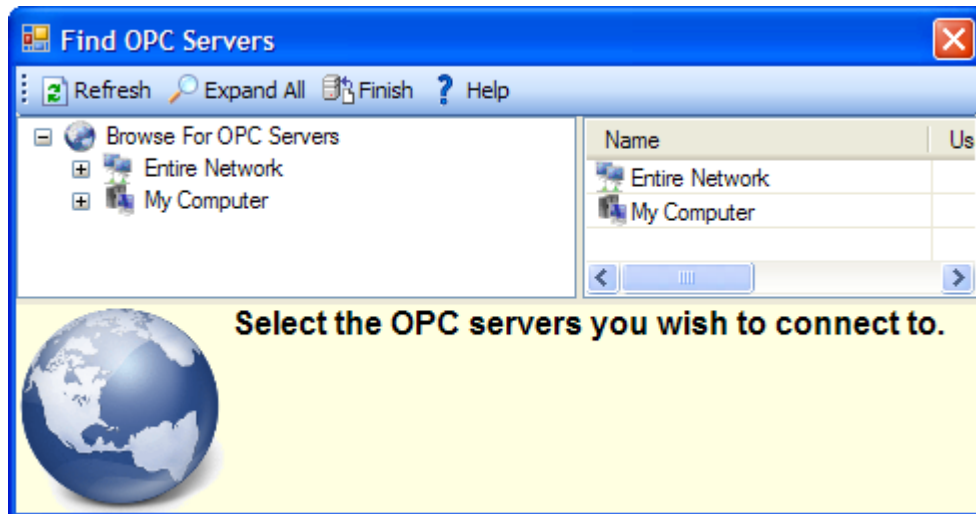 Find OPC Servers
Refresh Expand All Finish ? Help
Browse For OPC Servers
Entire Network
My Computer
Name Us
Entire Network
My Computer
Select the OPC servers you wish to connect to.